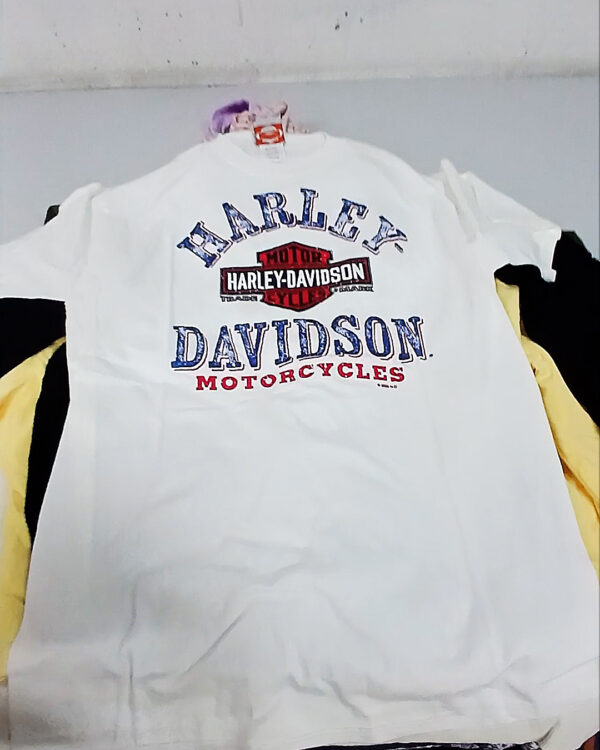 HARLEY
MOTOR
HARLEY-DAVIDSON
TRADE MARK
CYCLES
DAVIDSON
MOTORCYCLES